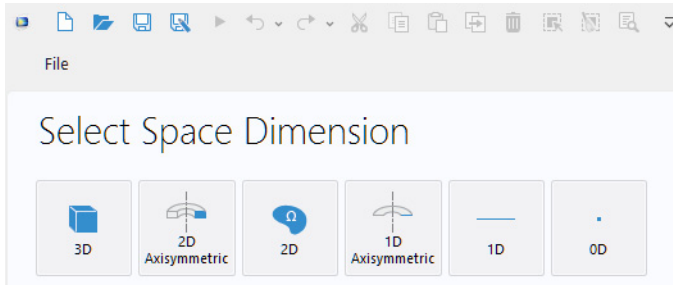 File
Select Space Dimension
Ω
3D
2D
Axisymmetric
2D
1D
Axisymmetric
1D
0D